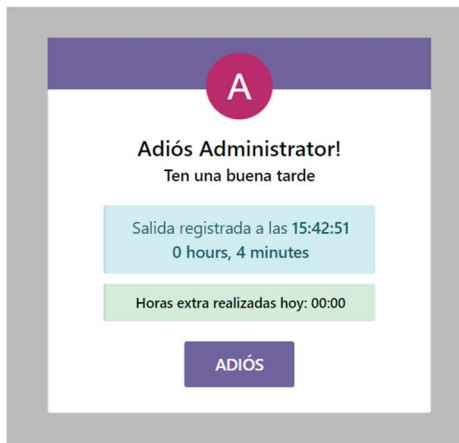 A
Adiós Administrator!
Ten una buena tarde
Salida registrada a las 15:42:51
0 hours, 4 minutes
Horas extra realizadas hoy: 00:00
ADIÓS